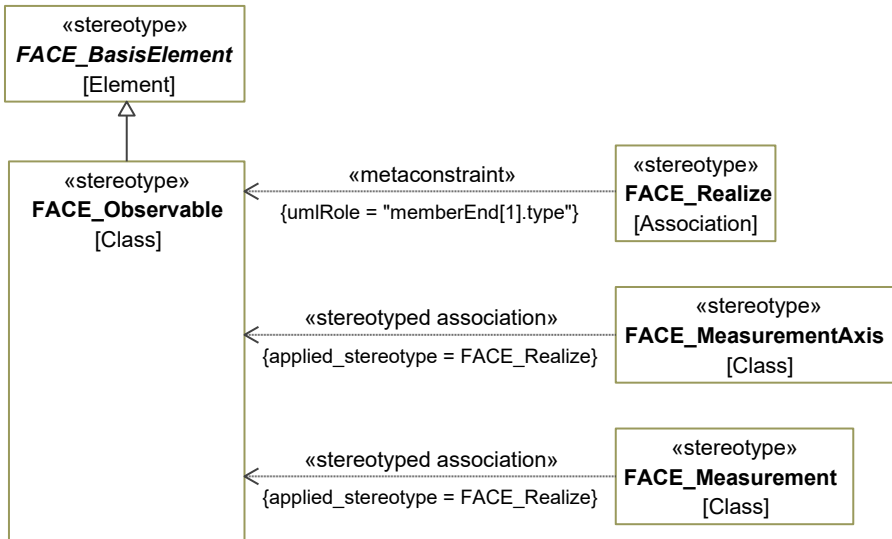 «stereotype»
FACE_BasisElement
[Element]
«stereotype»
FACE_Observable
[Class]
«metaconstraint»
{umlRole = "memberEnd[1].type"}
«stereotype»
FACE_Realize
[Association]
«stereotyped association»
{applied_stereotype = FACE_Realize}
«stereotype»
FACE_MeasurementAxis
[Class]
«stereotyped association»
{applied_stereotype = FACE_Realize}
«stereotype»
FACE_Measurement
[Class]